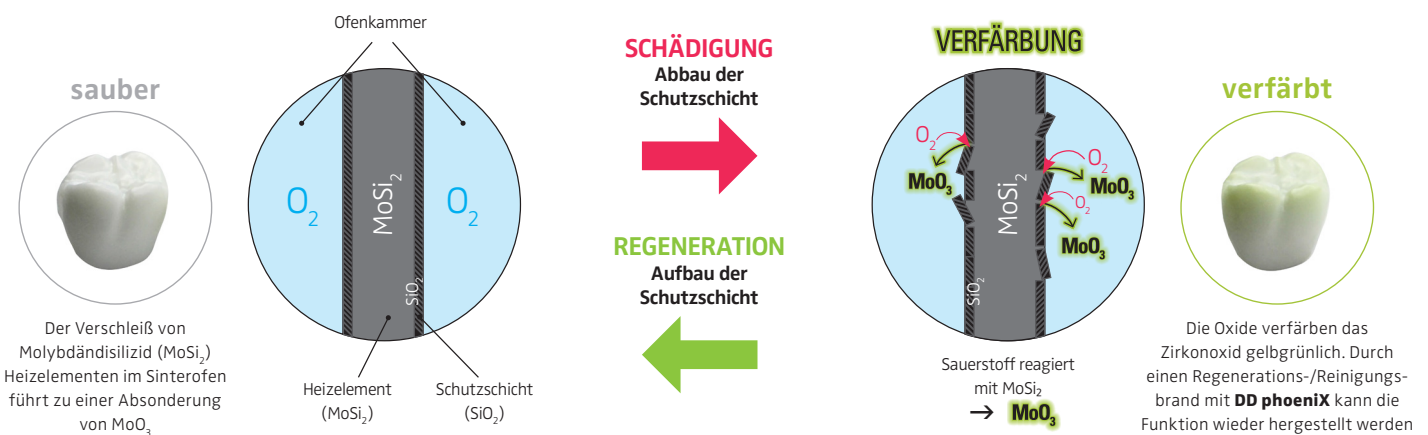 sauber
Der Verschleiß von
Molybdändisilizid (MoSi₂)
Heizelementen im Sinterofen
führt zu einer Absonderung
von MoO₃
Ofenkammer
O₂
MoSi₂
SiO₂
O₂
Heizelement
(MoSi₂)
Schutzschicht
(SiO₂)
SCHÄDIGUNG
Abbau der
Schutzschicht
REGENERATION
Aufbau der
Schutzschicht
VERFÄRBUNG
O₂
MoO₃
SiO₂
MoSi₂
O₂
MoO₃
O₂
MoO₃
Sauerstoff reagiert
mit MoSi₂
→ MoO₃
verfärbt
Die Oxide verfärben das
Zirkonoxid gelbgrünlich. Durch
einen Regenerations-/Reinigungs-
brand mit DD phoeniX kann die
Funktion wieder hergestellt werden